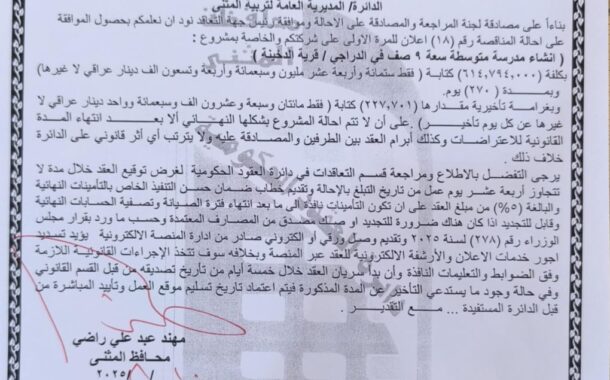 الدائرة/ المديرية العامة لتربية المثنى
بناءاً على مصادقة لجنة المراجعة والمصادقة على الاحالة وموافقة رئيس جهة التعاقد نود ان نعلمكم بحصول الموافقة
على احالة المناقصة رقم (١٨) اعلان للمرة الاولى على شركتكم والخاصة بمشروع :
( انشاء مدرسة متوسطة سعة ٩ صف في الدراجي / قرية الدخينة )
بكلفة (٦١٤,٧٩٤,٠٠٠) كتابة ( فقط ستمائة وأربعة عشر مليون وسبعمائة وأربعة وتسعون الف دينار عراقي لا غيرها)
وبمدة ( ٢٧٠) يوم.
وبغرامة تأخيرية مقدارها (٢٢٧,٧٠١) كتابة ( فقط مائتان وسبعة وعشرون الف وسبعمائة وواحد دينار عراقي لا
غيرها عن كل يوم تأخير). على أن لا تتم احالة المشروع بشكلها النهائي ألا بعد انتهاء المدة
القانونية للاعتراضات وكذلك أبرام العقد بين الطرفين والمصادقة عليه ولا يترتب أي أثر قانوني على الدائرة
خلاف ذلك .
يرجى التفضل بالاطلاع ومراجعة قسم التعاقدات في دائرة العقود الحكومية لغرض توقيع العقد خلال مدة لا
تتجاوز أربعة عشر يوم عمل من تاريخ التبلغ بالإحالة وتقديم خطاب ضمان حسن التنفيذ الخاص بالتأمينات النهائية
والبالغة (٥%) من مبلغ العقد على ان تكون التأمينات نافذة الى ما بعد انتهاء فترة الصيانة وتصفية الحسابات النهائية
وقابلة للتجديد اذا كان هناك ضرورة للتجديد او صك مصدق من المصارف المعتمدة وحسب ما ورد بقرار مجلس
الوزراء رقم (٢٧٨) لسنة ٢٠٢٥ وتقديم وصل ورقي او الكتروني صادر من ادارة المنصة الالكترونية يؤيد تسديد
اجور خدمات الاعلان والأرشفة الالكترونية للعقد عبر المنصة وبخلافه سوف تتخذ الإجراءات القانونية اللازمة
وفق الضوابط والتعليمات النافذة وأن بدأ سريان العقد خلال خمسة أيام من تأريخ تصديقه من قبل القسم القانوني
وفي حالة وجود ما يستدعي التأخير عن المدة المذكورة فيتم اعتماد تاريخ تسليم موقع العمل وتأييد المباشرة من
قبل الدائرة المستفيدة ... مع التقدير .
مهند عبد علي راضي
محافظ المثنى
٢٠٢٥/ /